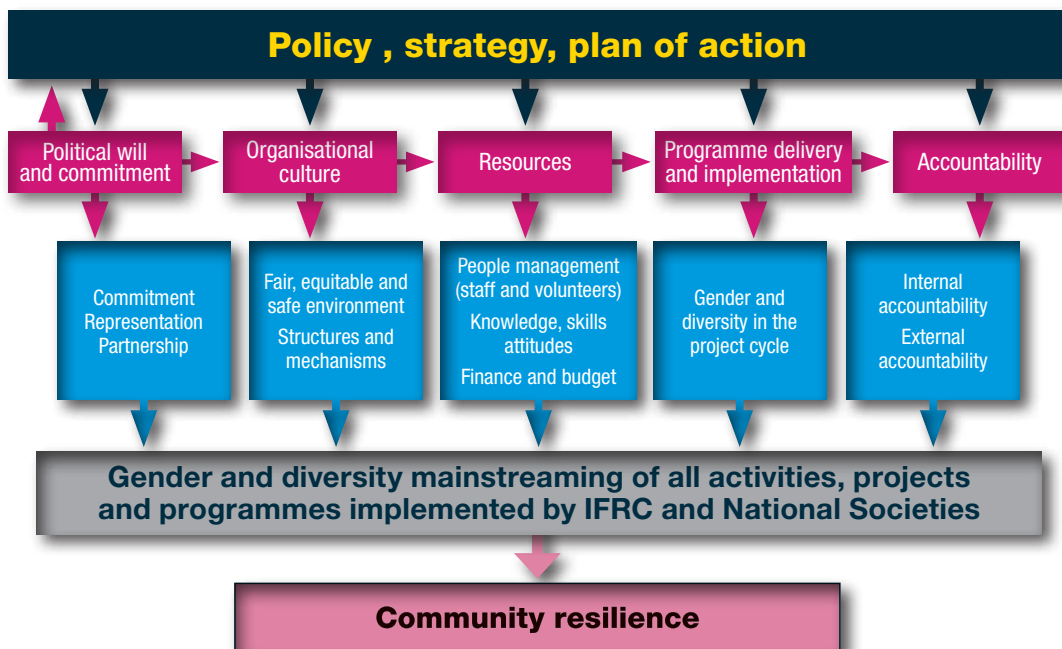 Policy , strategy, plan of action
Political will
and commitment
Organisational
culture
Resources
Programme delivery
and implementation
Accountability
Commitment
Representation
Partnership
Fair, equitable and
safe environment
Structures and
mechanisms
People management
(staff and volunteers)
Knowledge, skills
attitudes
Finance and budget
Gender and
diversity in the
project cycle
Internal
accountability
External
accountability
Gender and diversity mainstreaming of all activities, projects
and programmes implemented by IFRC and National Societies
Community resilience